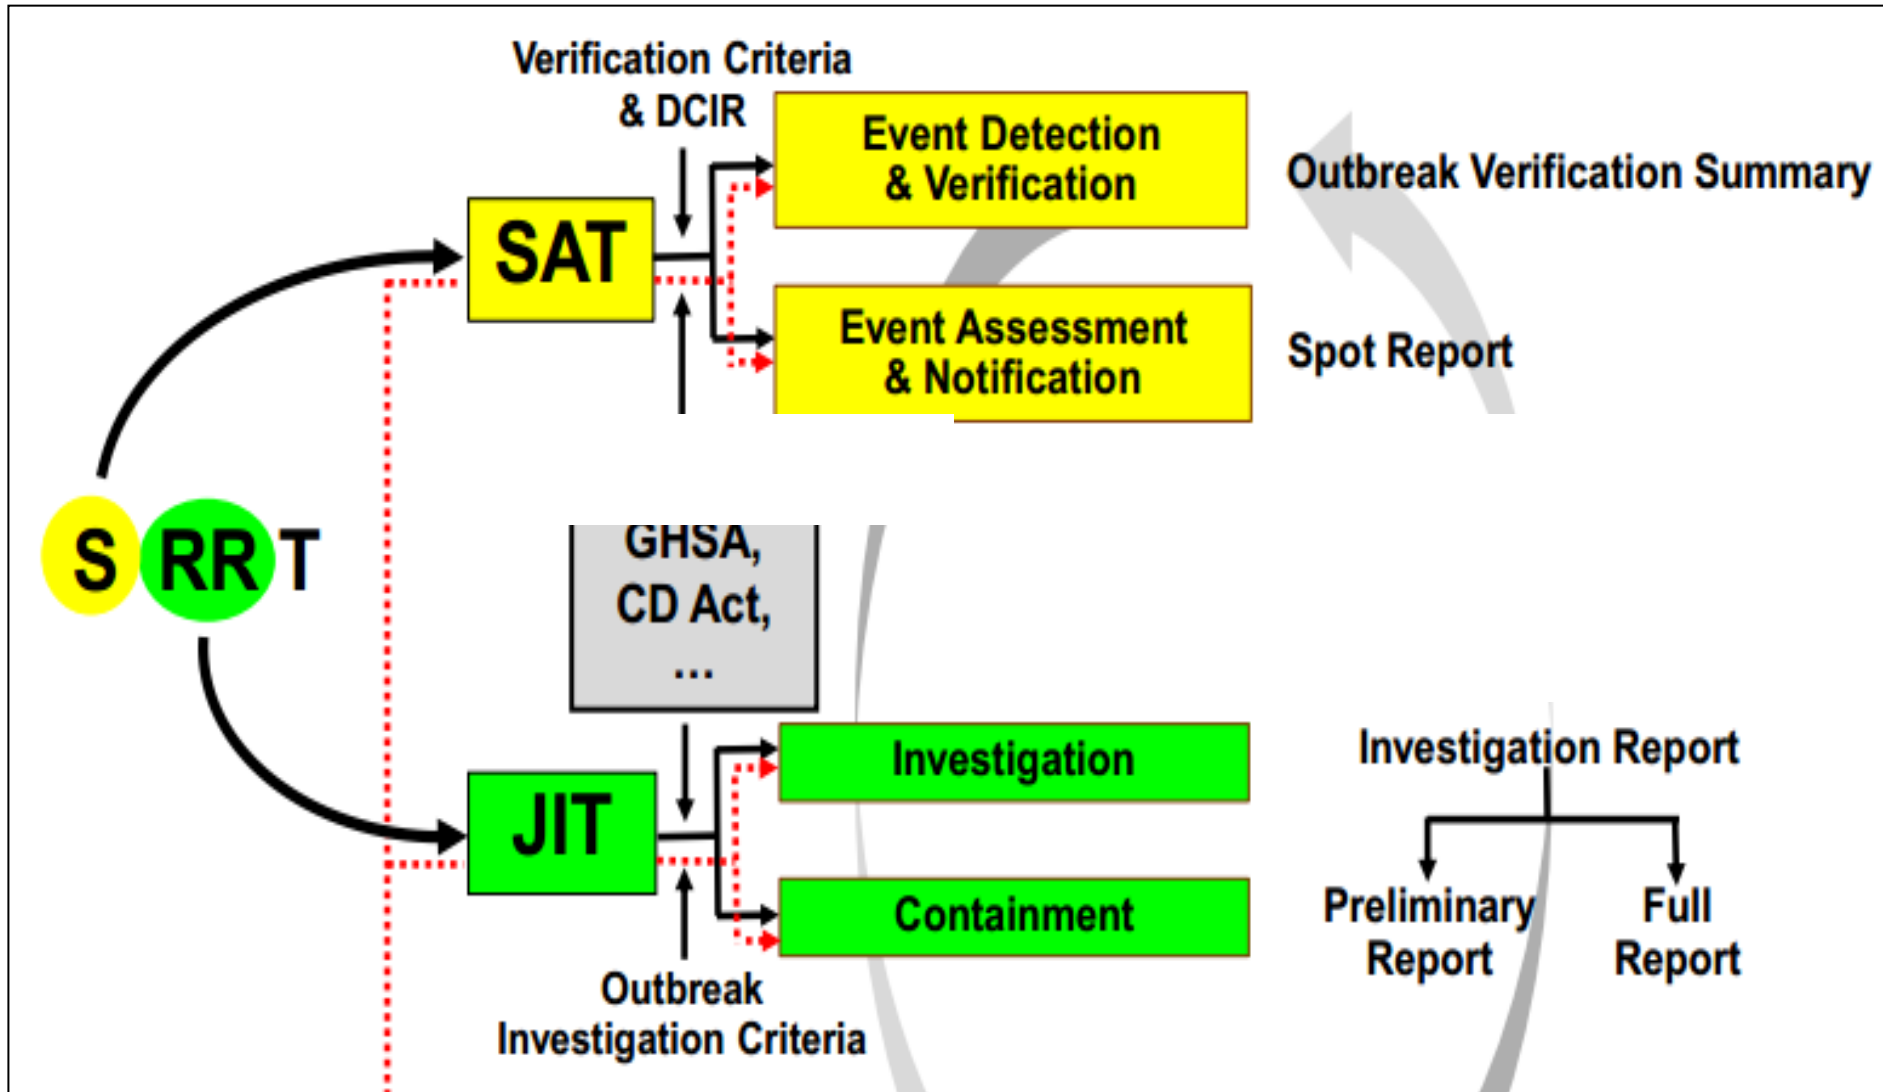 Verification Criteria
& DCIR
Event Detection
& Verification
Outbreak Verification Summary
SAT
Event Assessment
& Notification
Spot Report
S RR T
GHSA,
CD Act,
...
Investigation
Investigation Report
JIT
Containment
Preliminary
Report
Full
Report
Outbreak
Investigation Criteria